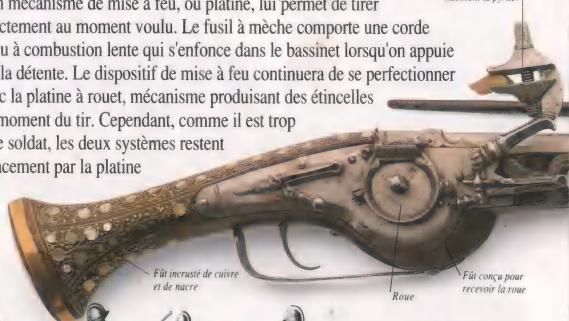 mécanisme de mise à feu, ou platine, lui permet de tirer
au moment voulu. Le fusil à mèche comporte une corde
à combustion lente qui s'enfonce dans le bassinet lorsqu'on appuie
la détente. Le dispositif de mise à feu continuera de se perfectionner
la platine à rouet, mécanisme produisant des étincelles
moment du tir. Cependant, comme il est trop
soldat, les deux systèmes restent
par la platine
Fût incrusté de cuivre
et de nacre
Roue
Fût conçu pour
recevoir la roue